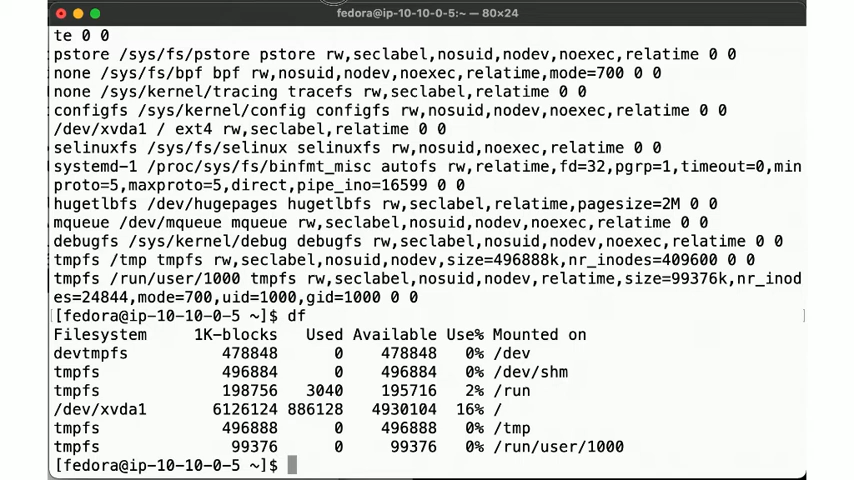 fedora@ip-10-10-0-5:~ — 80×24
te 0 0
pstore /sys/fs/pstore pstore rw,seclabel,nosuid,nodev,noexec,relatime 0 0
none /sys/fs/bpf bpf rw,nosuid,nodev,noexec,relatime,mode=700 0 0
none /sys/kernel/tracing tracefs rw,seclabel,relatime 0 0
configfs /sys/kernel/config configfs rw,nosuid,nodev,noexec,relatime 0 0
/dev/xvda1 / ext4 rw,seclabel,relatime 0 0
selinuxfs /sys/fs/selinux selinuxfs rw,nosuid,noexec,relatime 0 0
systemd-1 /proc/sys/fs/binfmt_misc autofs rw,relatime,fd=32,pgrp=1,timeout=0,min
proto=5,maxproto=5,direct,pipe_ino=16599 0 0
hugetlbfs /dev/hugepages hugetlbfs rw,seclabel,relatime,pagesize=2M 0 0
mqueue /dev/mqueue mqueue rw,seclabel,nosuid,nodev,noexec,relatime 0 0
debugfs /sys/kernel/debug debugfs rw,seclabel,nosuid,nodev,noexec,relatime 0 0
tmpfs /tmp tmpfs rw,seclabel,nosuid,nodev,size=496888k,nr_inodes=409600 0 0
tmpfs /run/user/1000 tmpfs rw,seclabel,nosuid,nodev,relatime,size=99376k,nr_inod
es=24844,mode=700,uid=1000,gid=1000 0 0
[fedora@ip-10-10-0-5 ~]$ df
Filesystem     1K-blocks   Used Available Use% Mounted on
devtmpfs          478848      0    478848   0% /dev
tmpfs             496884      0    496884   0% /dev/shm
tmpfs             198756   3040    195716   2% /run
/dev/xvda1       6126124 886128   4930104  16% /
tmpfs             496888      0    496888   0% /tmp
tmpfs              99376      0     99376   0% /run/user/1000
[fedora@ip-10-10-0-5 ~]$